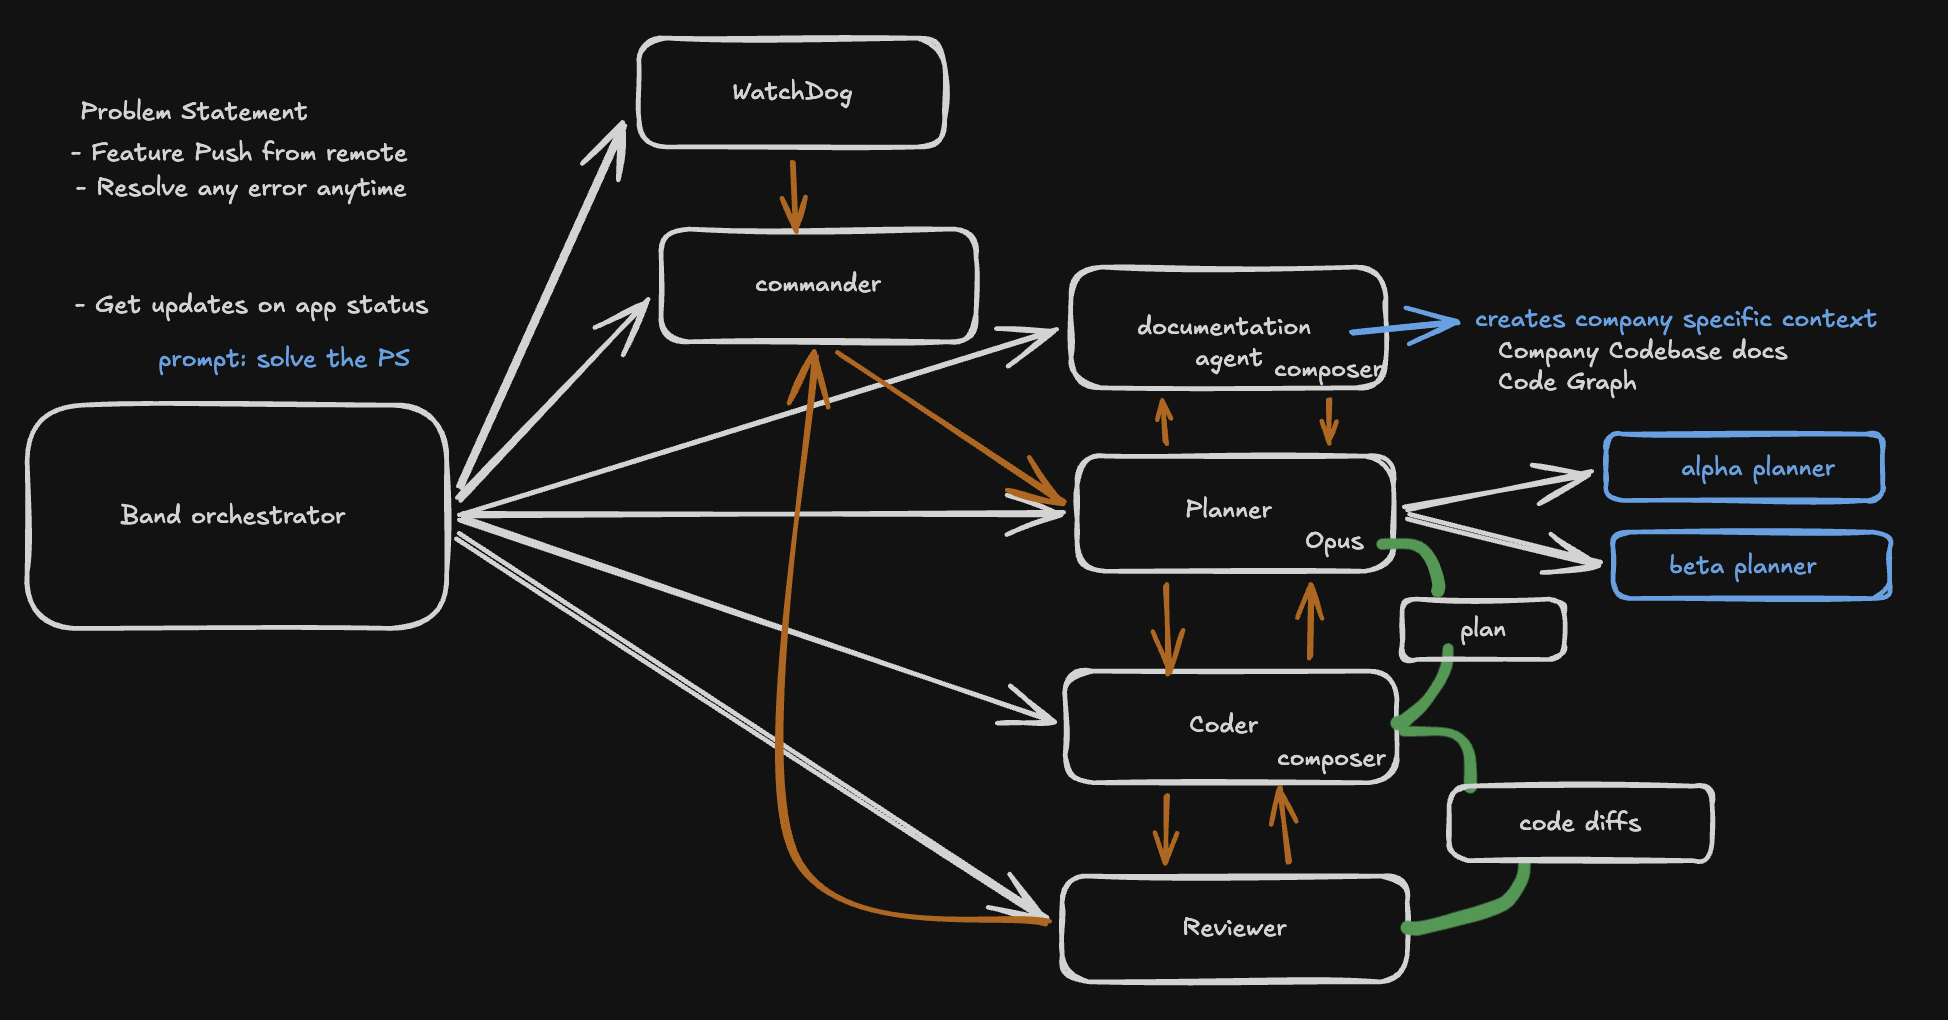 Problem Statement
- Feature Push from remote
- Resolve any error anytime
- Get updates on app status
prompt: solve the PS
Band orchestrator
WatchDog
commander
documentation
agent
composer
creates company specific context
Company Codebase docs
Code Graph
Planner
Opus
alpha planner
beta planner
plan
Coder
composer
code diffs
Reviewer